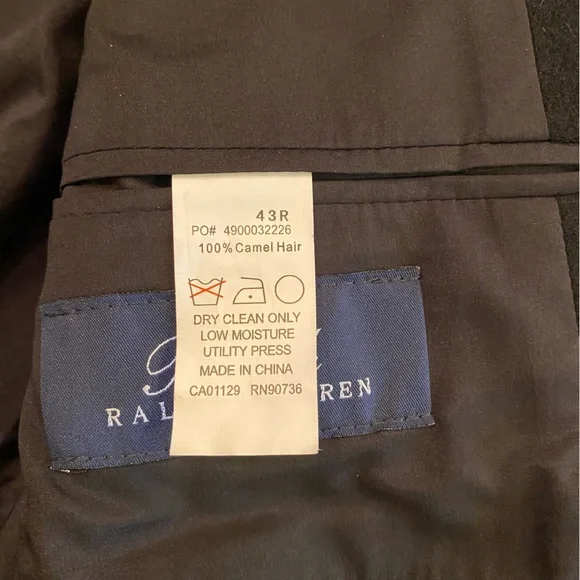 43R
PO# 4900032226
100% Camel Hair
DRY CLEAN ONLY
LOW MOISTURE
UTILITY PRESS
MADE IN CHINA
CA01129 RN90736
RAL REN